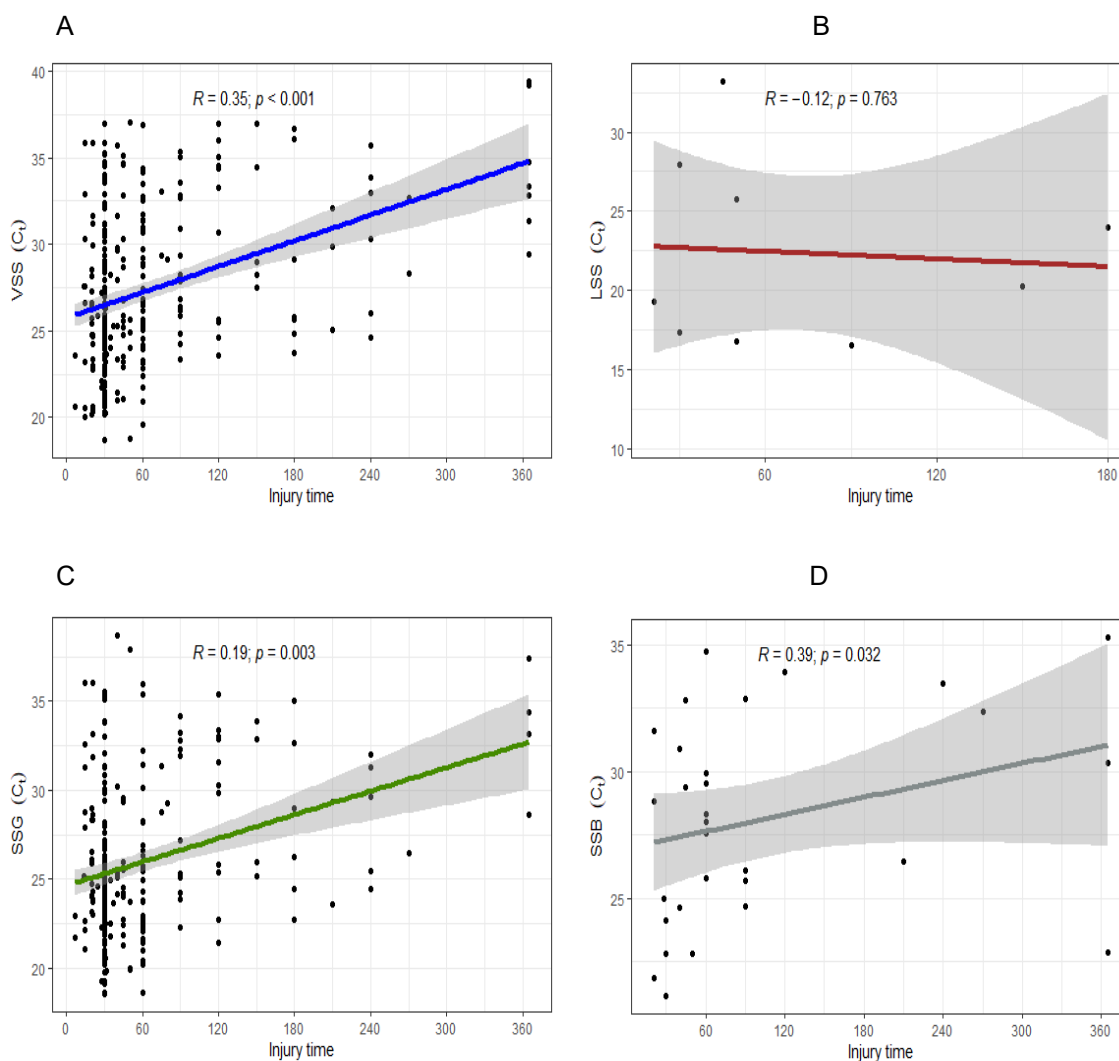 A
B
R = 0.35; p < 0.001
R = −0.12; p = 0.763
VSS (Ct)
40
35
30
25
20
0 60 120 180 240 300 360
Injury time
LSS (Ct)
30
25
20
15
10
60 120 180
Injury time
C
D
R = 0.19; p = 0.003
R = 0.39; p = 0.032
SSG (Ct)
35
30
25
20
0 60 120 180 240 300 360
Injury time
SSB (Ct)
35
30
25
60 120 180 240 300 360
Injury time